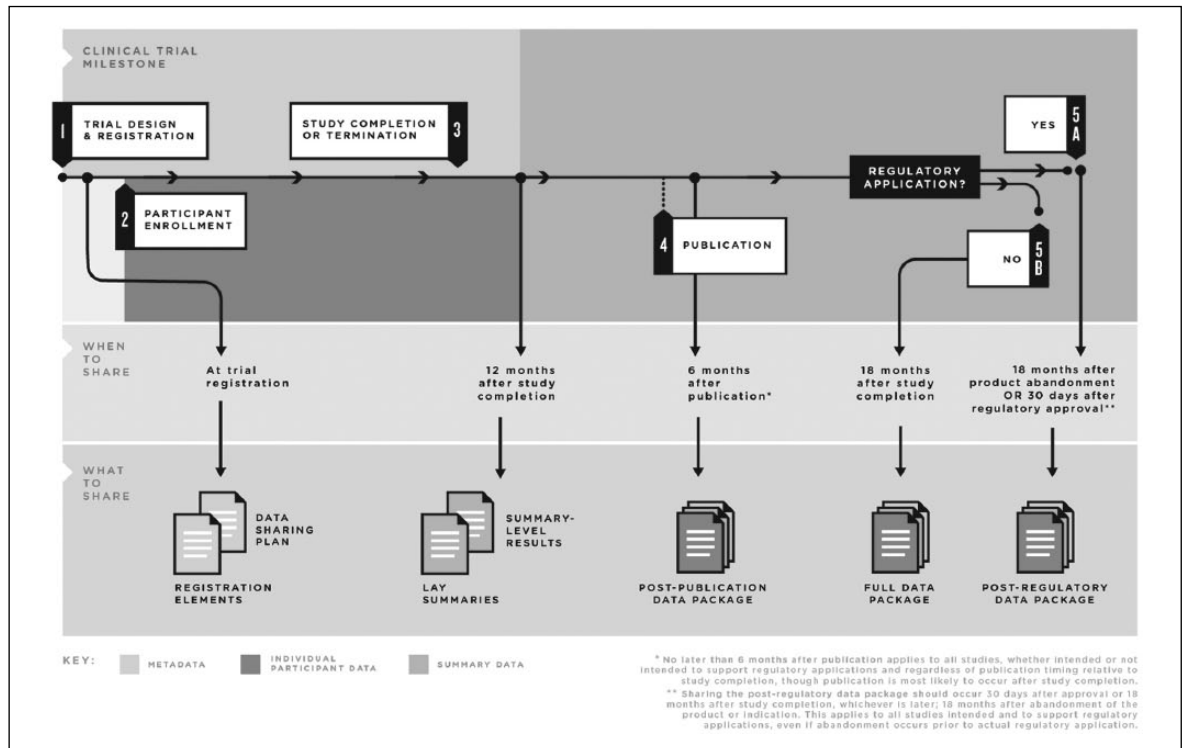 CLINICAL TRIAL
MILESTONE
1
TRIAL DESIGN
& REGISTRATION
STUDY COMPLETION
OR TERMINATION
3
YES
5
A
REGULATORY
APPLICATION?
2
PARTICIPANT
ENROLLMENT
4
PUBLICATION
NO
5
B
WHEN
TO
SHARE
At trial
registration
12 months
after study
completion
6 months
after
publication*
18 months
after study
completion
18 months after
product abandonment
OR 30 days after
regulatory approval**
WHAT
TO
SHARE
DATA
SHARING
PLAN
REGISTRATION
ELEMENTS
SUMMARY-
LEVEL
RESULTS
LAY
SUMMARIES
POST-PUBLICATION
DATA PACKAGE
FULL DATA
PACKAGE
POST-REGULATORY
DATA PACKAGE
KEY:
METADATA
INDIVIDUAL
PARTICIPANT DATA
SUMMARY DATA
* No later than 6 months after publication applies to all studies, whether intended or not
intended to support regulatory applications and regardless of publication timing relative to
study completion, though publication is most likely to occur after study completion.
** Sharing the post-regulatory data package should occur 30 days after approval or 18
months after study completion, whichever is later; 18 months after abandonment of the
product or indication. This applies to all studies intended and to support regulatory
applications, even if abandonment occurs prior to actual regulatory application.